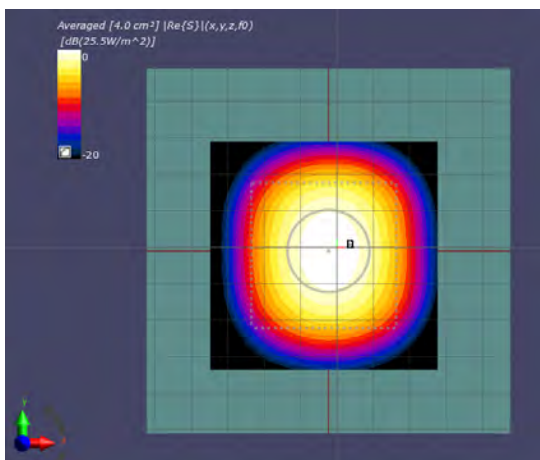 Averaged [4.0 cm²] |Re{S}|(x,y,z,f0)
[dB(25.5W/m^2)]
0
-20
y